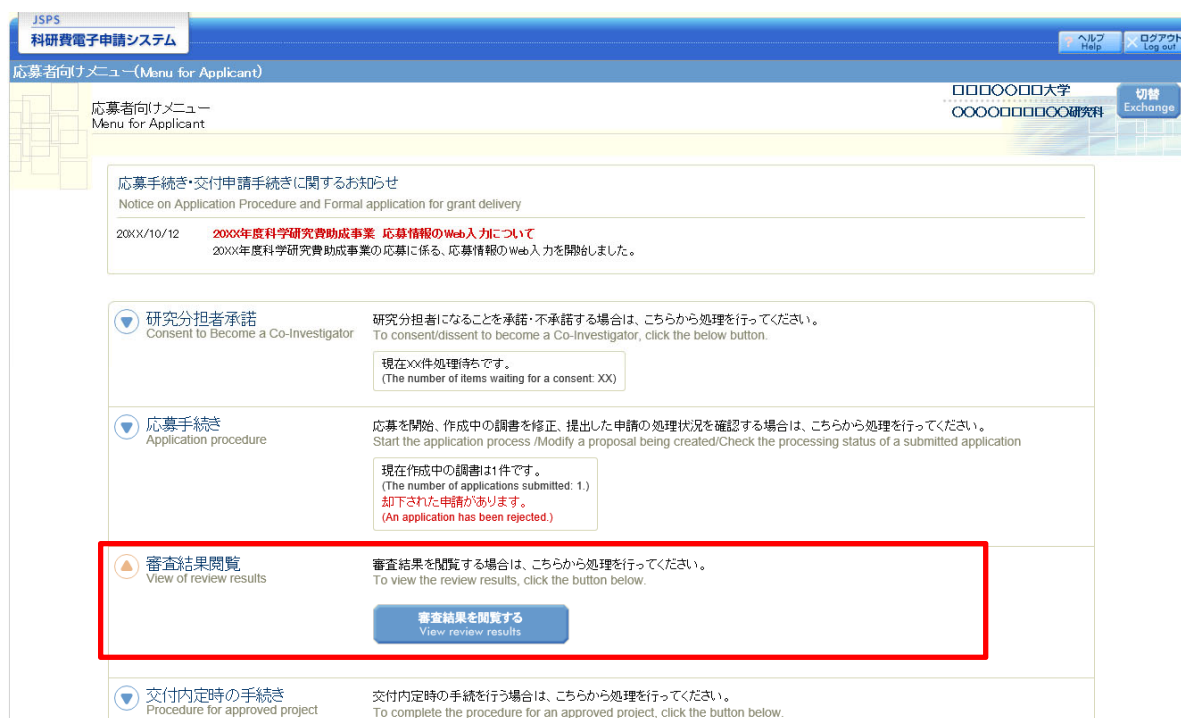 JSPS
科研費電子申請システム
ヘルプ
Help
ログアウト
Log out
応募者向けメニュー(Menu for Applicant)
応募者向けメニュー
Menu for Applicant
□□□○○□□大学
○○○○□□□□□○○研究科
切替
Exchange
応募手続き・交付申請手続きに関するお知らせ
Notice on Application Procedure and Formal application for grant delivery
20XX/10/12 20XX年度科学研究費助成事業 応募情報のWeb入力について
20XX年度科学研究費助成事業の応募に係る、応募情報のWeb入力を開始しました。
研究分担者承諾
Consent to Become a Co-Investigator
研究分担者になることを承諾・不承諾する場合は、こちらから処理を行ってください。
To consent/dissent to become a Co-Investigator, click the below button.
現在XX件処理待ちです。
(The number of items waiting for a consent: XX)
応募手続き
Application procedure
応募を開始、作成中の調書を修正、提出した申請の処理状況を確認する場合は、こちらから処理を行ってください。
Start the application process /Modify a proposal being created/Check the processing status of a submitted application
現在作成中の調書は1件です。
(The number of applications submitted: 1.)
却下された申請があります。
(An application has been rejected.)
審査結果閲覧
View of review results
審査結果を閲覧する場合は、こちらから処理を行ってください。
To view the review results, click the button below.
審査結果を閲覧する
View review results
交付内定時の手続き
Procedure for approved project
交付内定時の手続を行う場合は、こちらから処理を行ってください。
To complete the procedure for an approved project, click the button below.